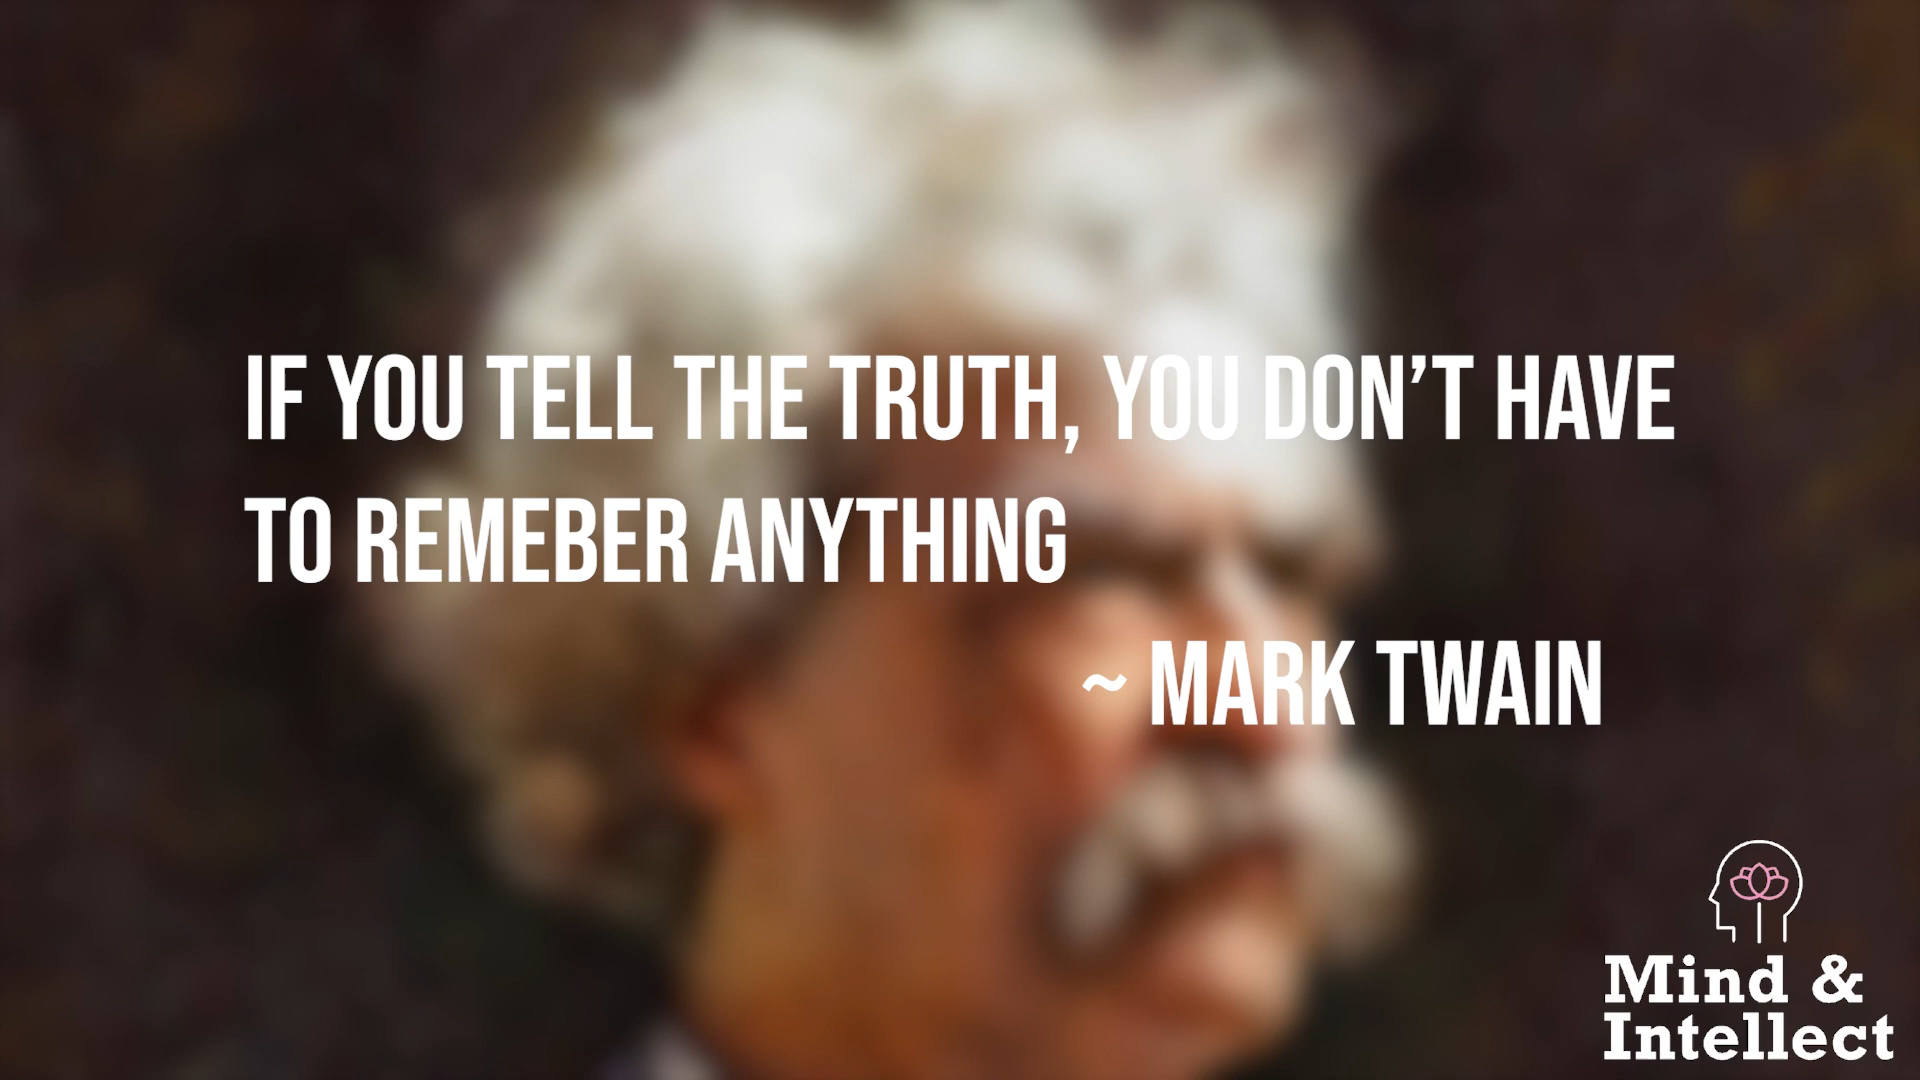 IF YOU TELL THE TRUTH, YOU DON’T HAVE
TO REMEBER ANYTHING
~ MARK TWAIN
Mind &
Intellect